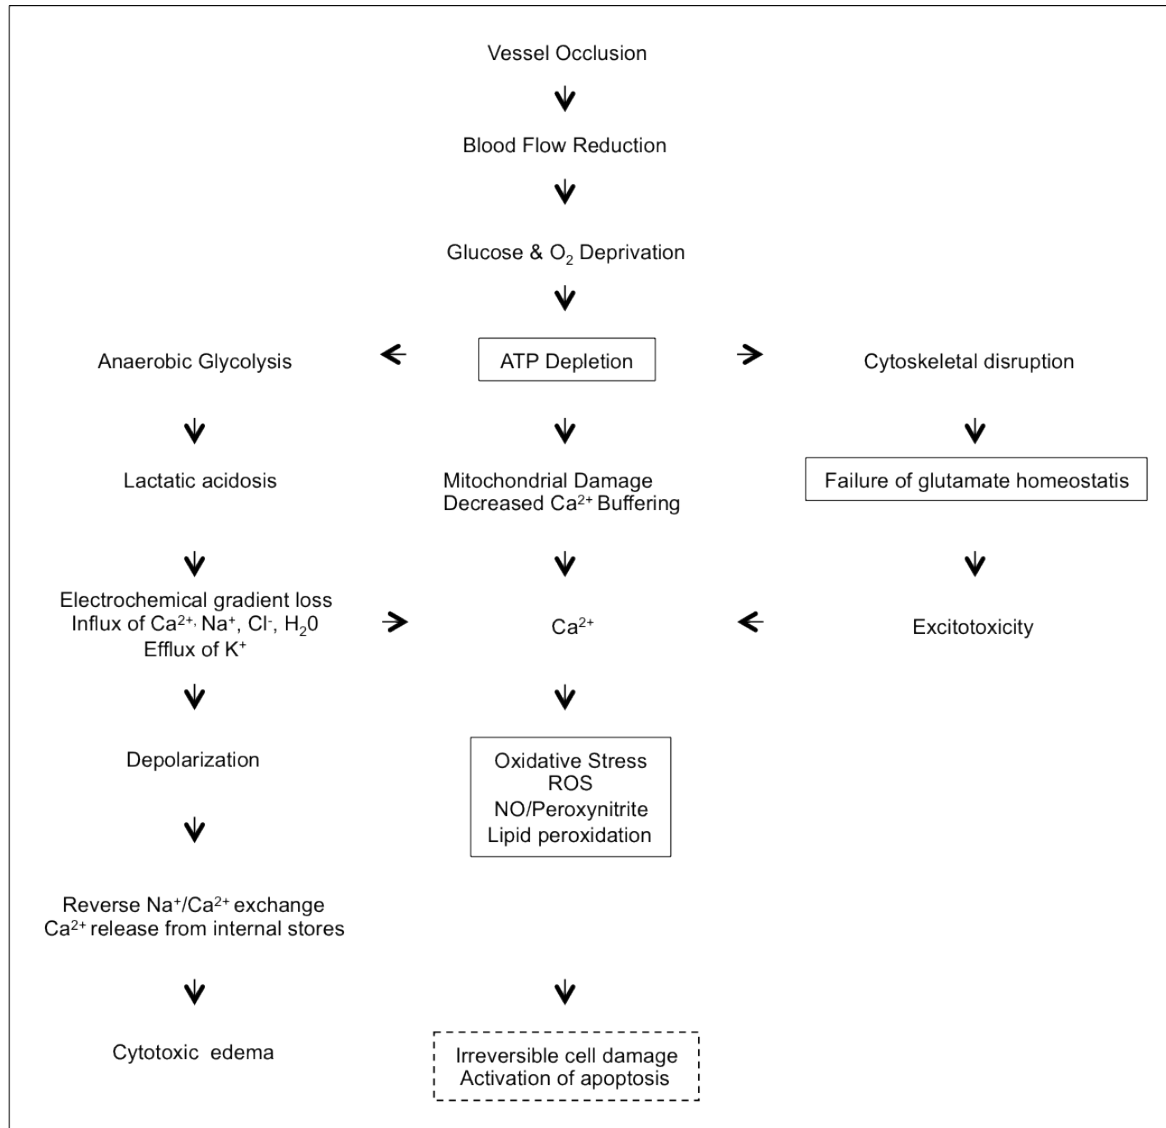 Vessel Occlusion
Blood Flow Reduction
Glucose & O₂ Deprivation
Anaerobic Glycolysis
ATP Depletion
Cytoskeletal disruption
Lactatic acidosis
Mitochondrial Damage
Decreased Ca²⁺ Buffering
Failure of glutamate homeostatis
Electrochemical gradient loss
Influx of Ca²⁺, Na⁺, Cl⁻, H₂0
Efflux of K⁺
Ca²⁺
Excitotoxicity
Depolarization
Oxidative Stress
ROS
NO/Peroxynitrite
Lipid peroxidation
Reverse Na⁺/Ca²⁺ exchange
Ca²⁺ release from internal stores
Cytotoxic edema
Irreversible cell damage
Activation of apoptosis